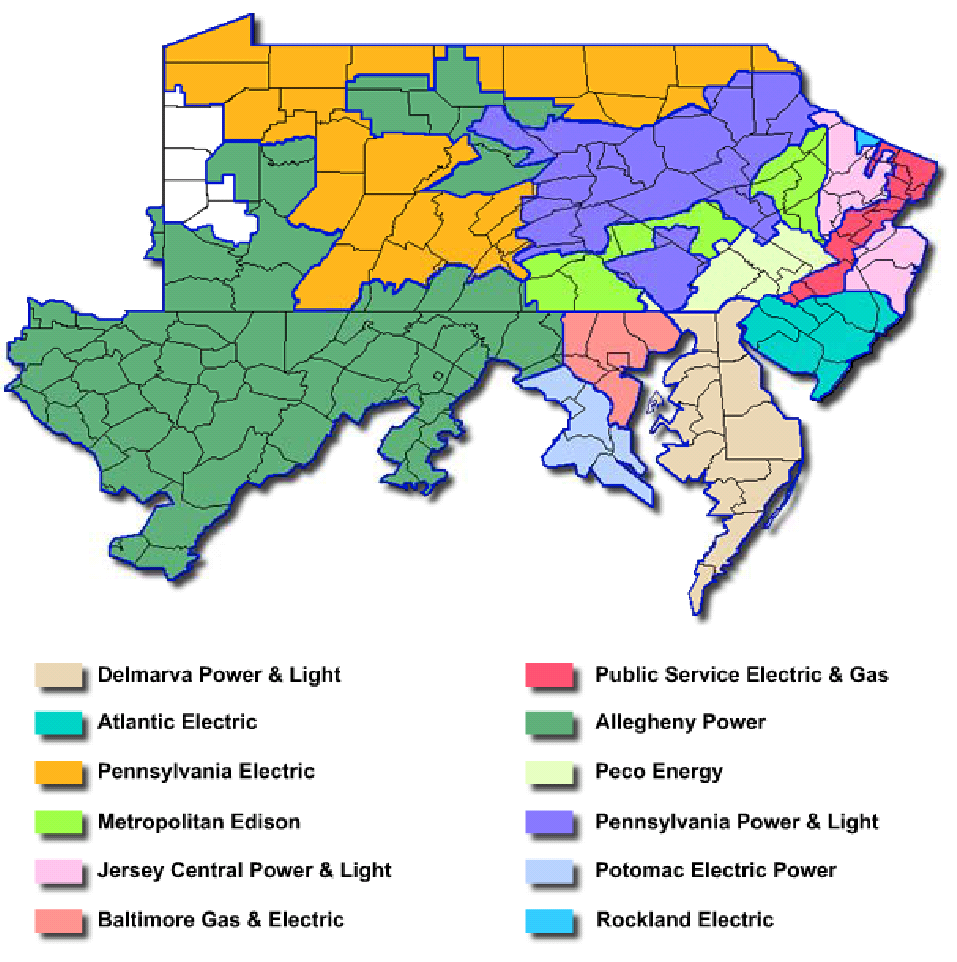 Delmarva Power & Light
Atlantic Electric
Pennsylvania Electric
Metropolitan Edison
Jersey Central Power & Light
Baltimore Gas & Electric
Public Service Electric & Gas
Allegheny Power
Peco Energy
Pennsylvania Power & Light
Potomac Electric Power
Rockland Electric